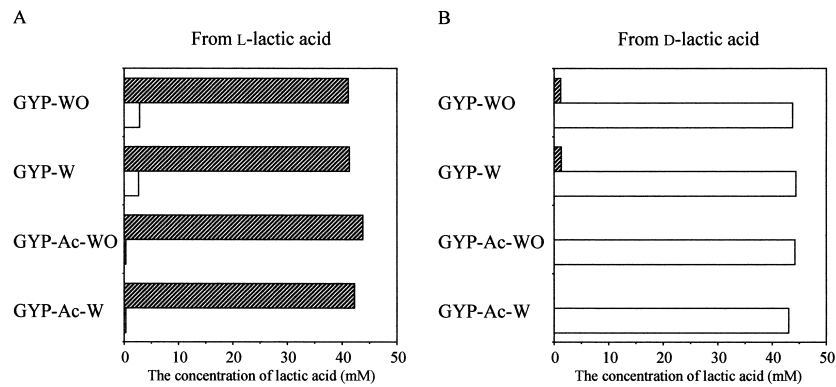 A
From L-lactic acid
GYP-WO
GYP-W
GYP-Ac-WO
GYP-Ac-W
0 10 20 30 40 50
The concentration of lactic acid (mM)
B
From D-lactic acid
GYP-WO
GYP-W
GYP-Ac-WO
GYP-Ac-W
0 10 20 30 40 50
The concentration of lactic acid (mM)